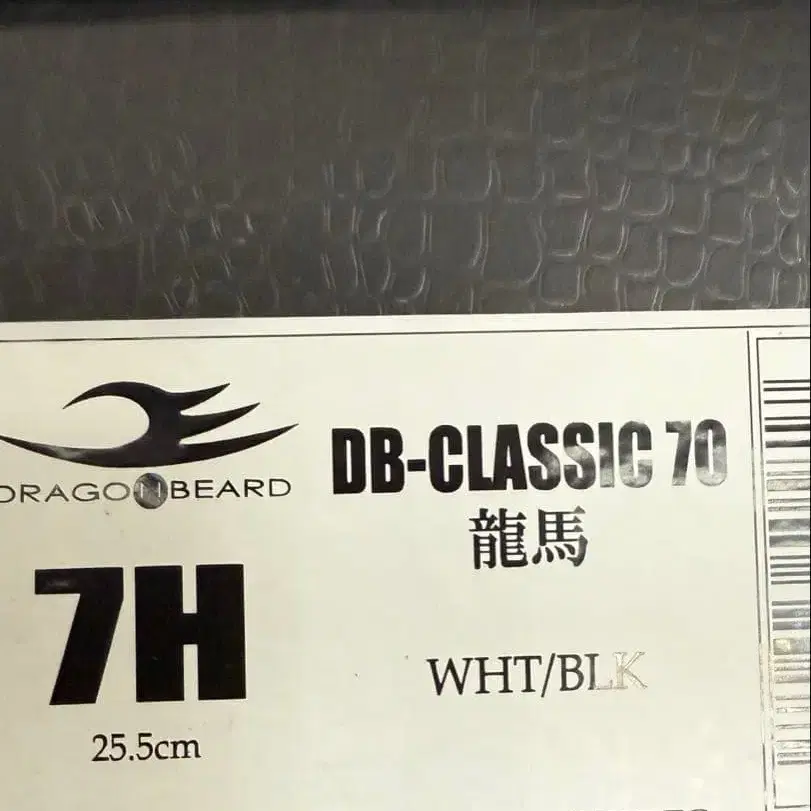 DRAGONBEARD
DB-CLASSIC 70
龍馬
7H
25.5cm
WHT/BLK